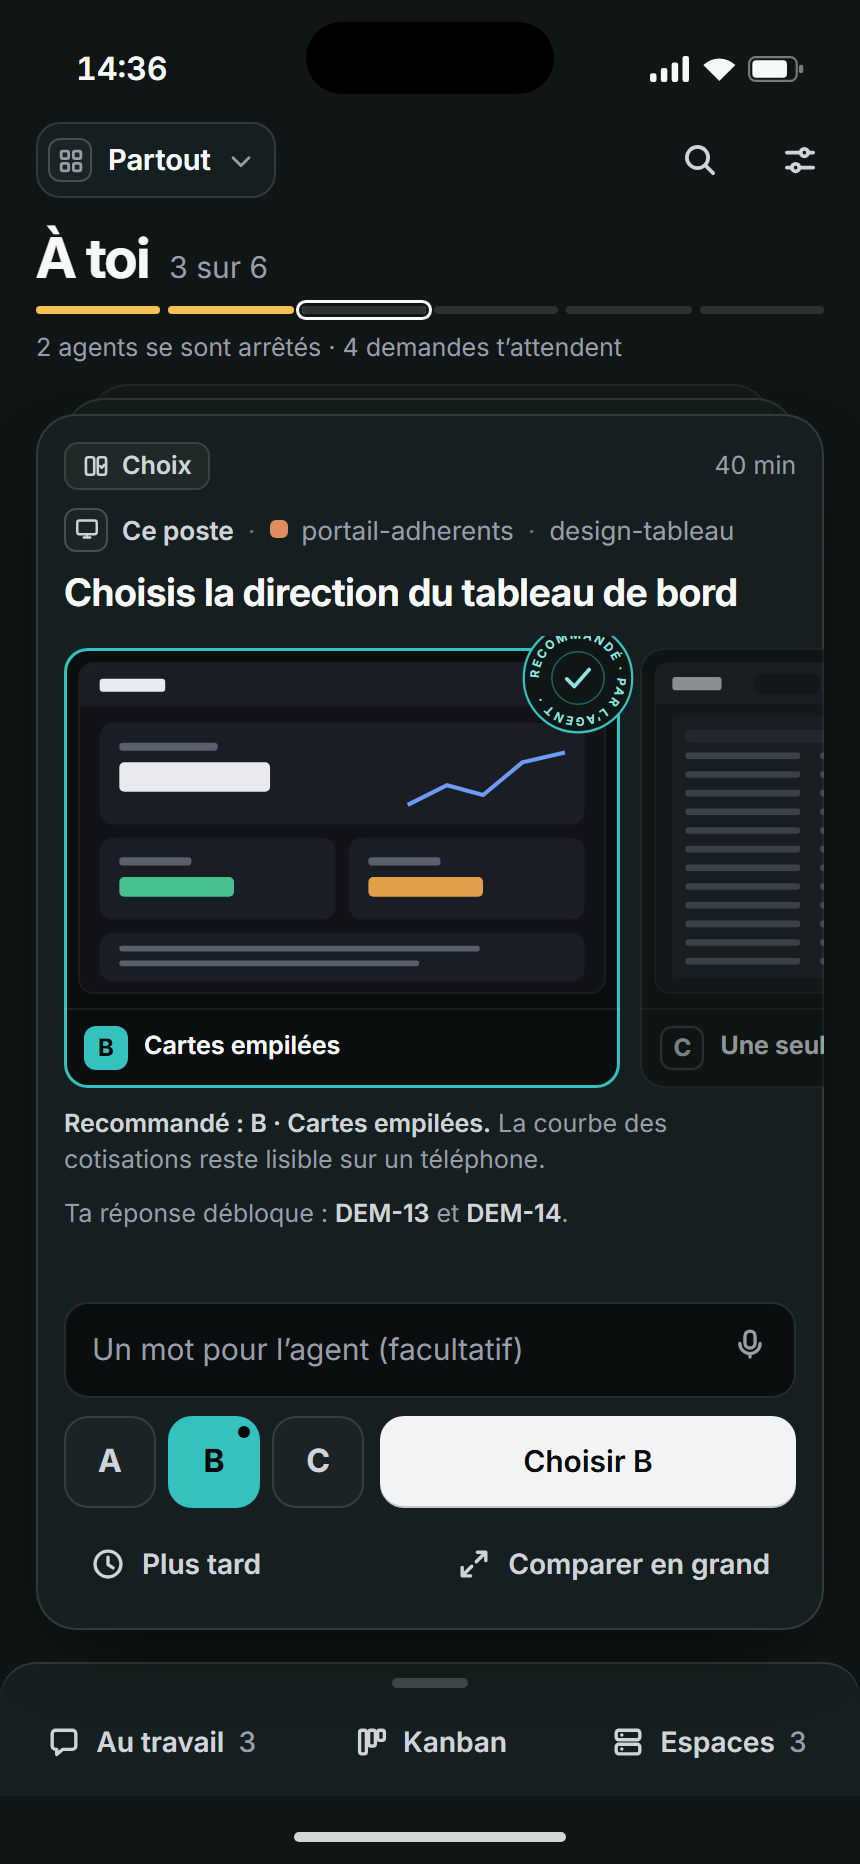 14:36
Partout
À toi 3 sur 6
2 agents se sont arrêtés · 4 demandes t’attendent
Choix 40 min
Ce poste · portail-adherents · design-tableau
Choisis la direction du tableau de bord
RECOMMANDÉ · PAR L’AGENT ·
B Cartes empilées
C Une seul
Recommandé : B · Cartes empilées. La courbe des
cotisations reste lisible sur un téléphone.
Ta réponse débloque : DEM-13 et DEM-14.
Un mot pour l’agent (facultatif)
A B C Choisir B
Plus tard Comparer en grand
Au travail 3 Kanban Espaces 3